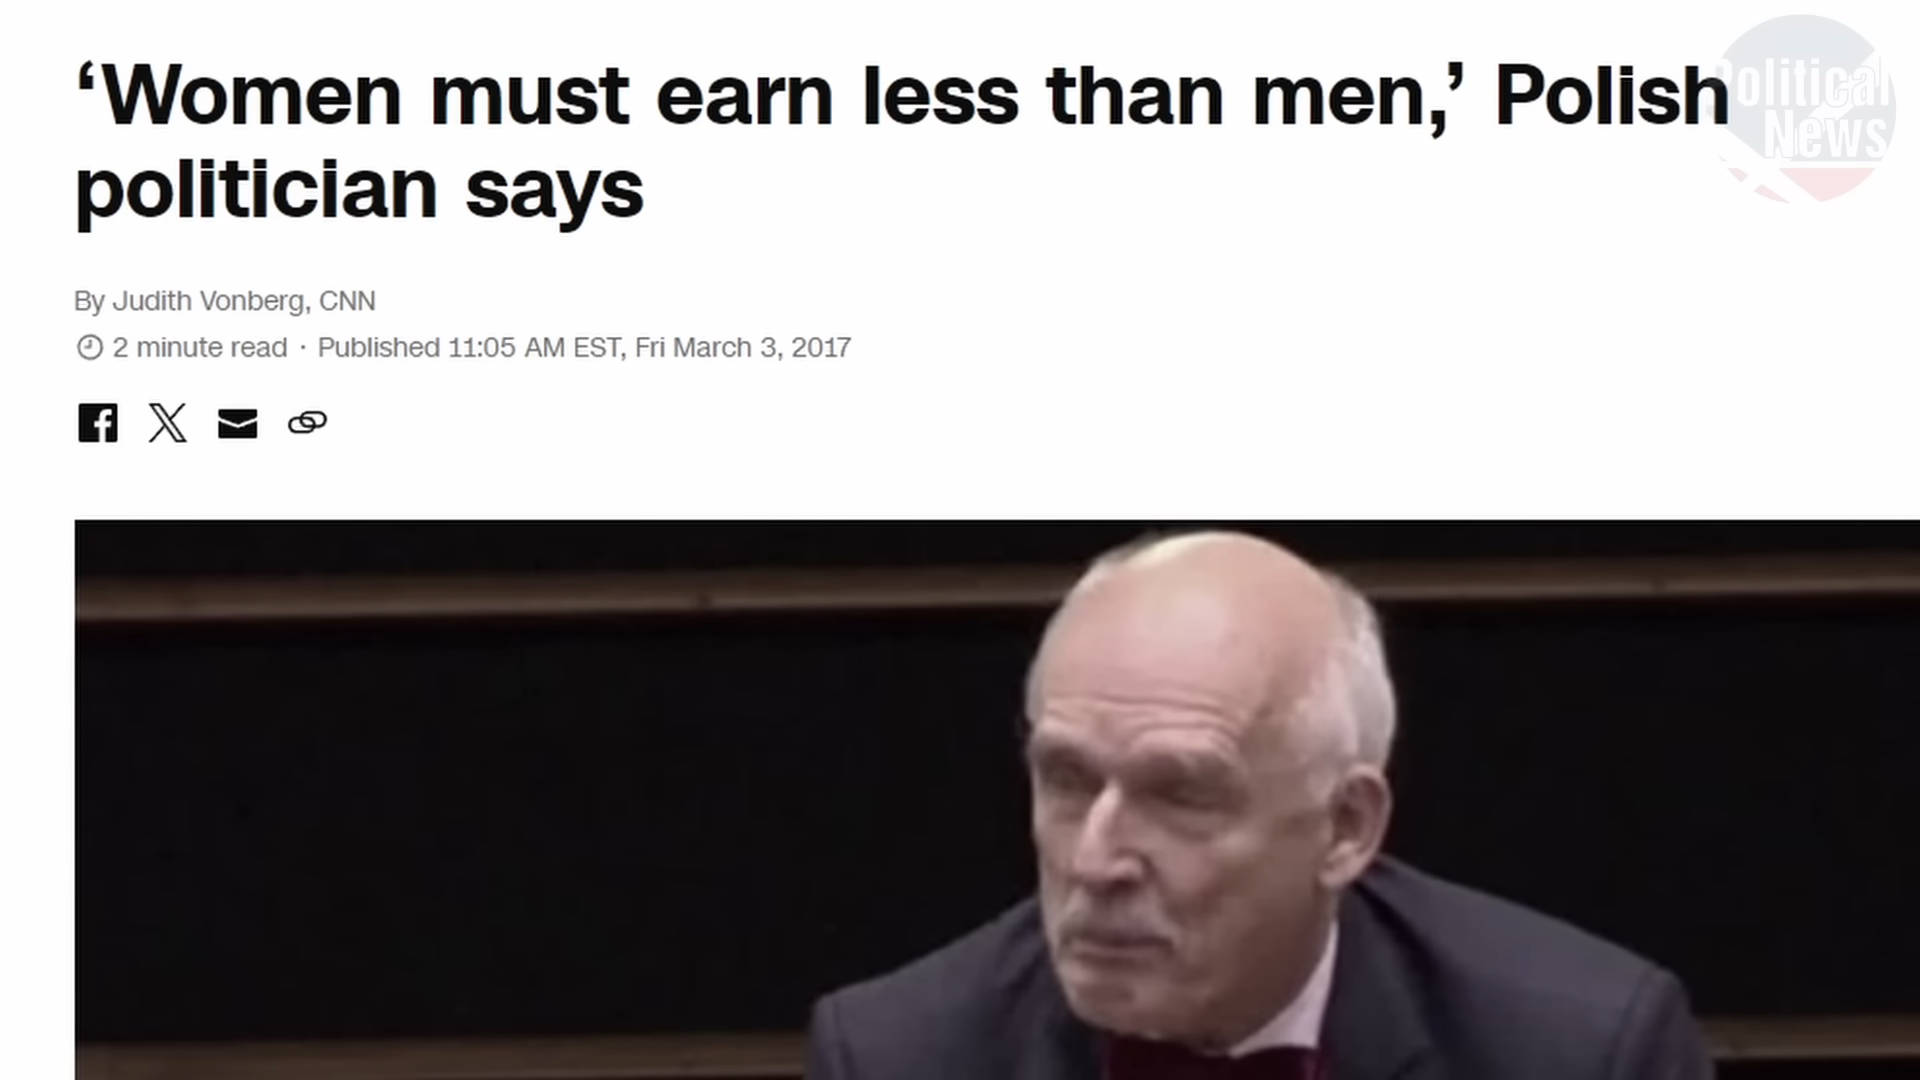 ‘Women must earn less than men,’ Polish
politician says
Political
News
By Judith Vonberg, CNN
2 minute read · Published 11:05 AM EST, Fri March 3, 2017